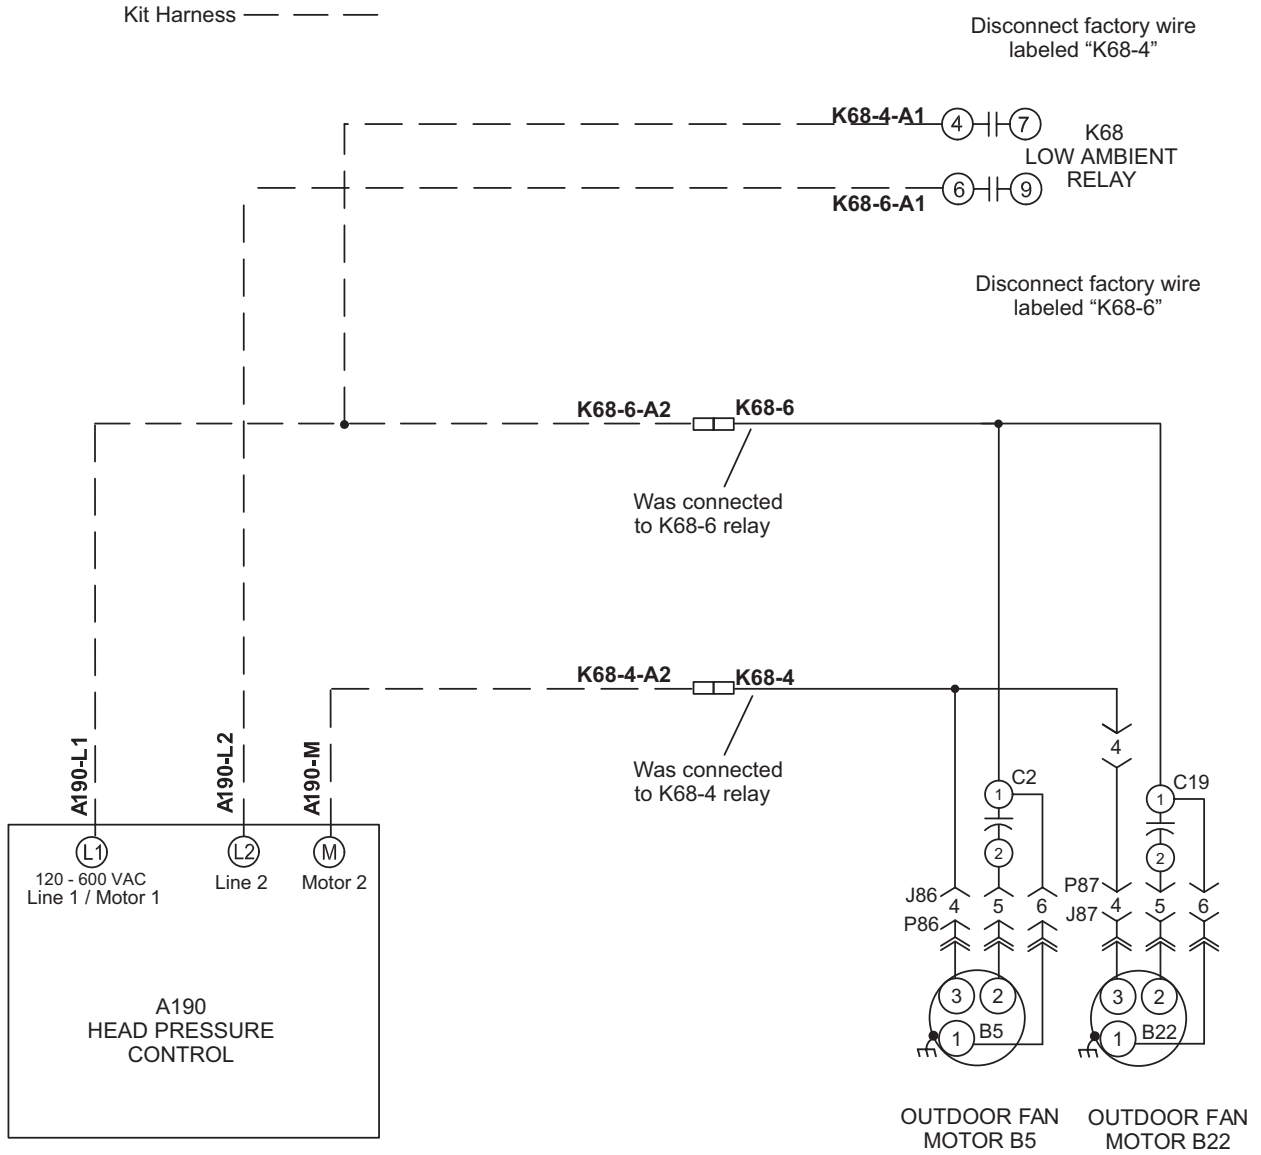 Kit Harness
Disconnect factory wire
labeled “K68-4”
K68-4-A1
4
7
K68
LOW AMBIENT
RELAY
6
9
K68-6-A1
Disconnect factory wire
labeled “K68-6”
K68-6-A2
K68-6
Was connected
to K68-6 relay
K68-4-A2
K68-4
Was connected
to K68-4 relay
A190-L1
A190-L2
A190-M
L1
L2
M
120 - 600 VAC
Line 1 / Motor 1
Line 2
Motor 2
A190
HEAD PRESSURE
CONTROL
4
C2
1
2
C19
1
2
J86
4
5
6
P86
P87
4
5
6
J87
3
2
1
B5
3
2
1
B22
OUTDOOR FAN
MOTOR B5
OUTDOOR FAN
MOTOR B22